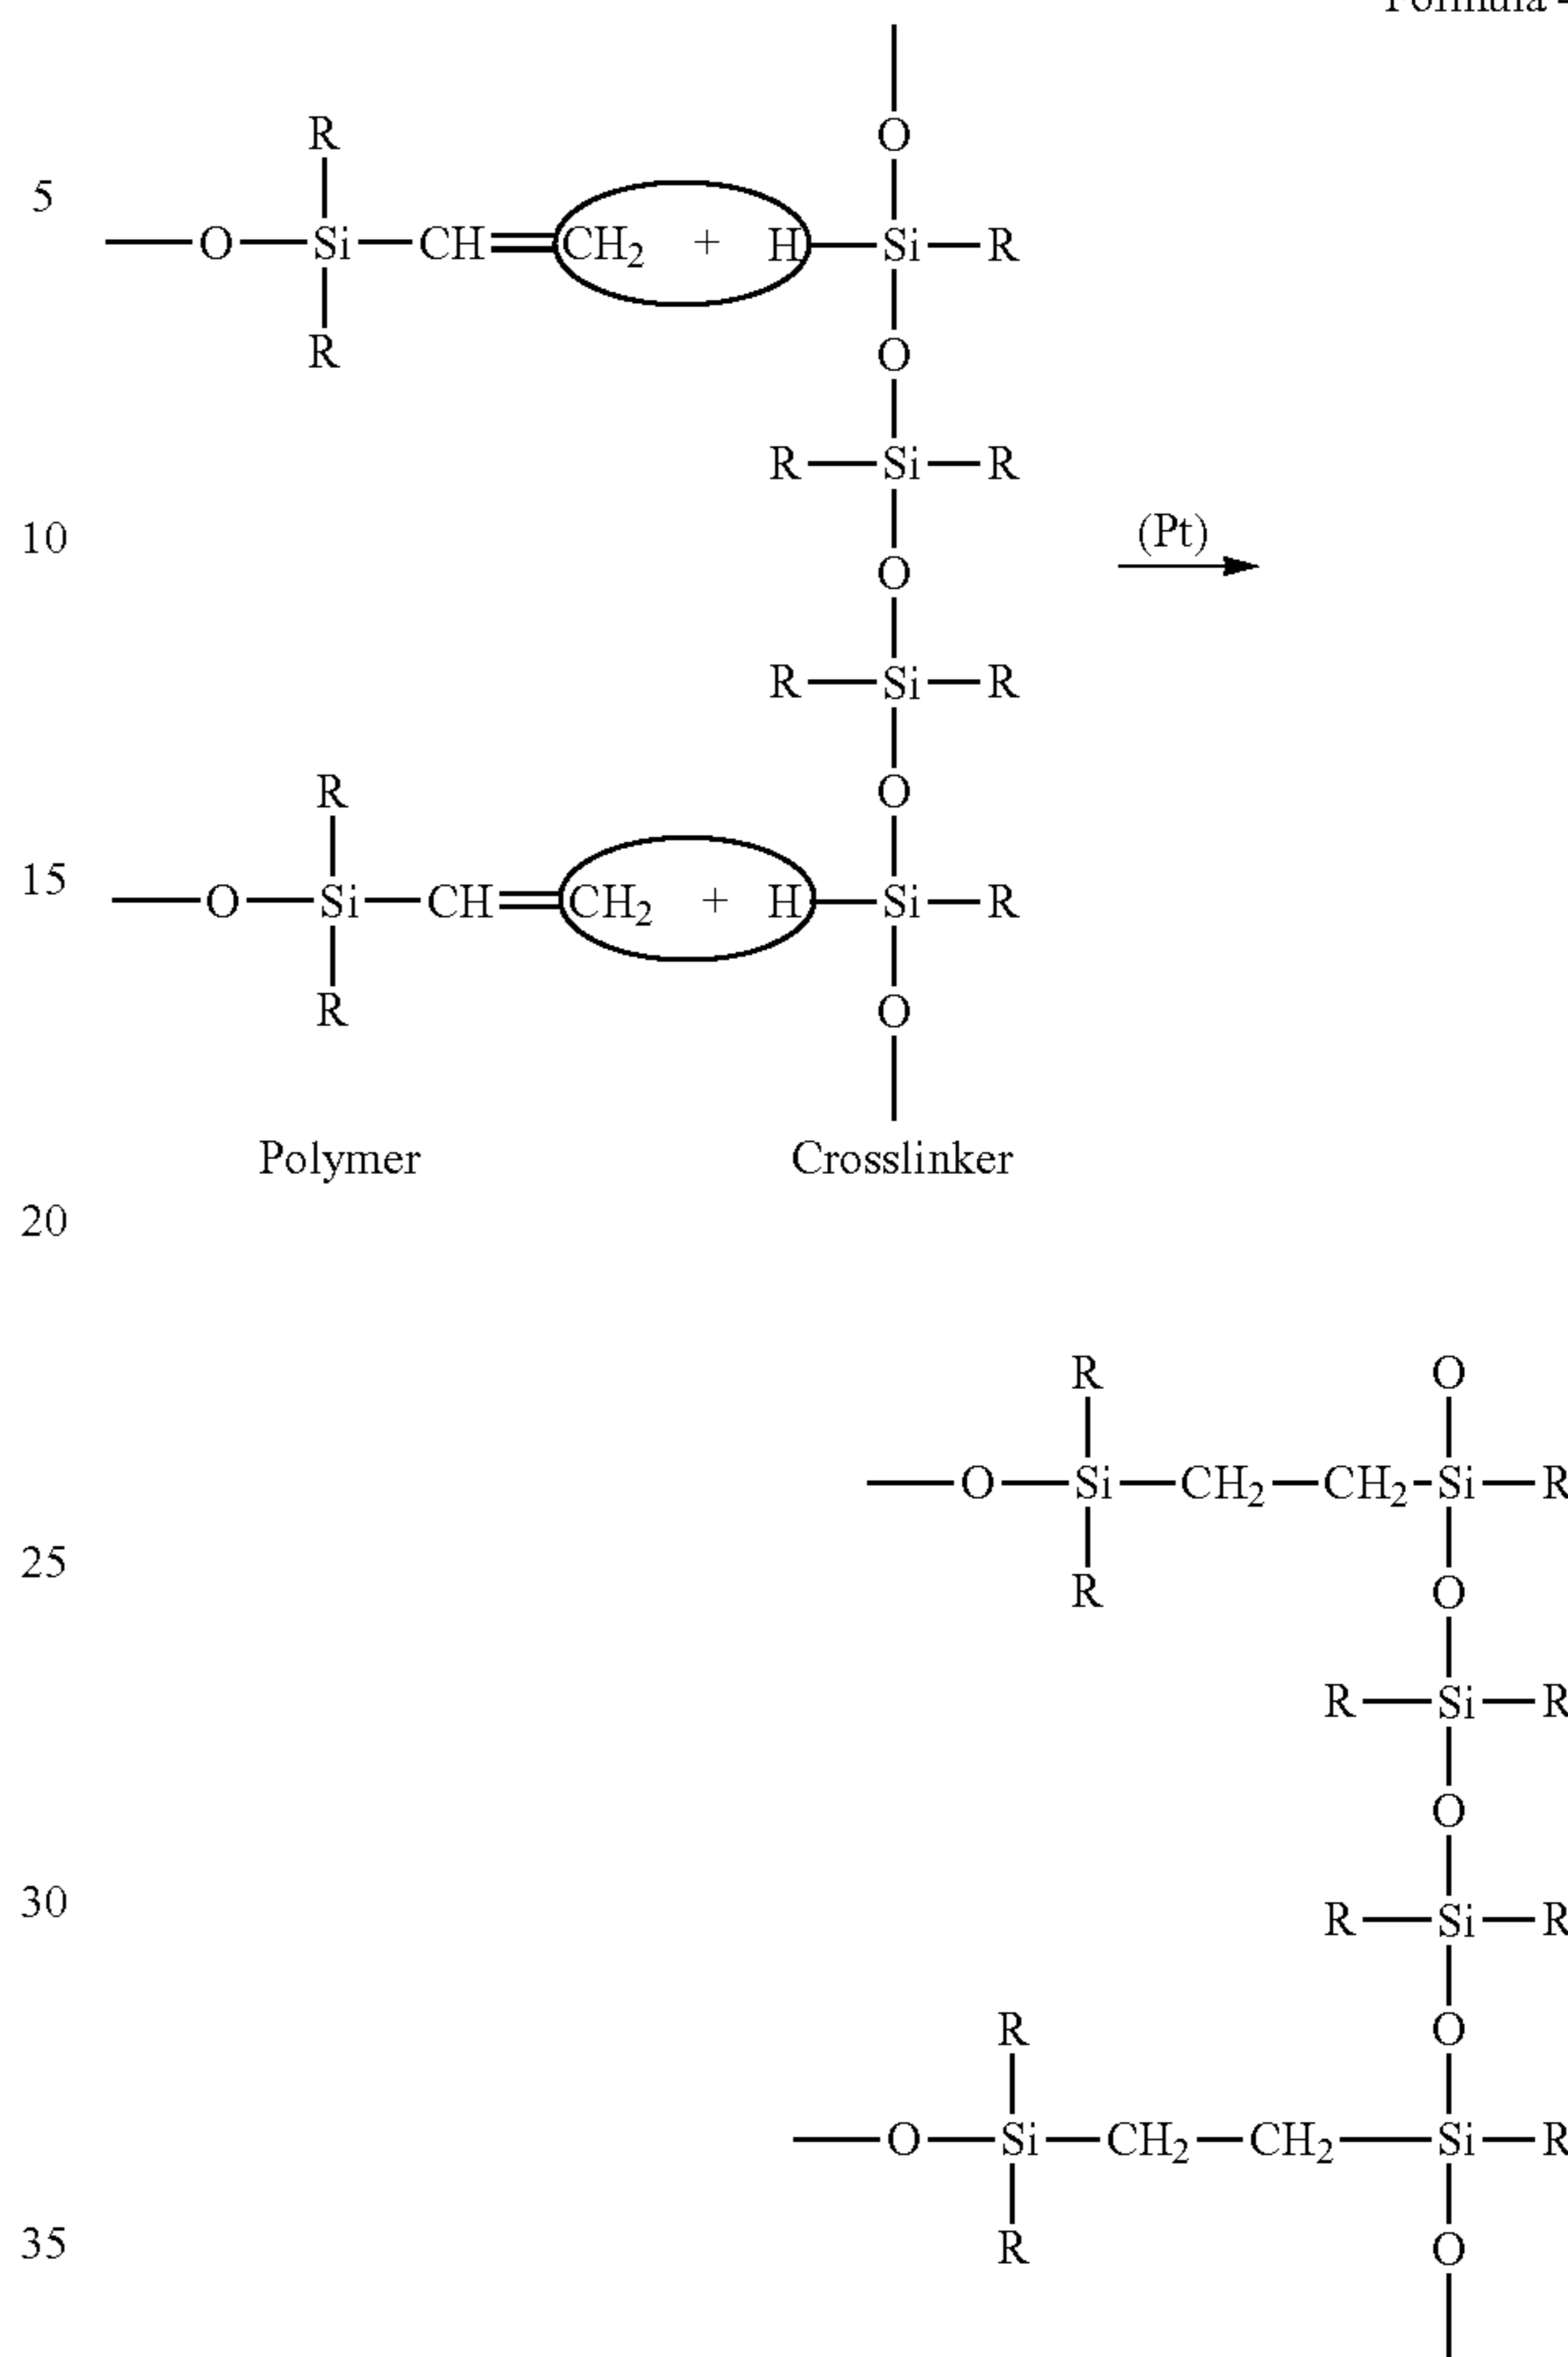 Formula
O
R
5
—O—Si—CH=CH2 + H—Si—R
R
O
R—Si—R
10
(Pt)
O
R—Si—R
R
O
15
—O—Si—CH=CH2 + H—Si—R
R
O
Polymer Crosslinker
20
R O
—O—Si—CH2—CH2—Si—R
25
R O
R—Si—R
O
30
R—Si—R
R O
—O—Si—CH2—CH2—Si—R
35
R O